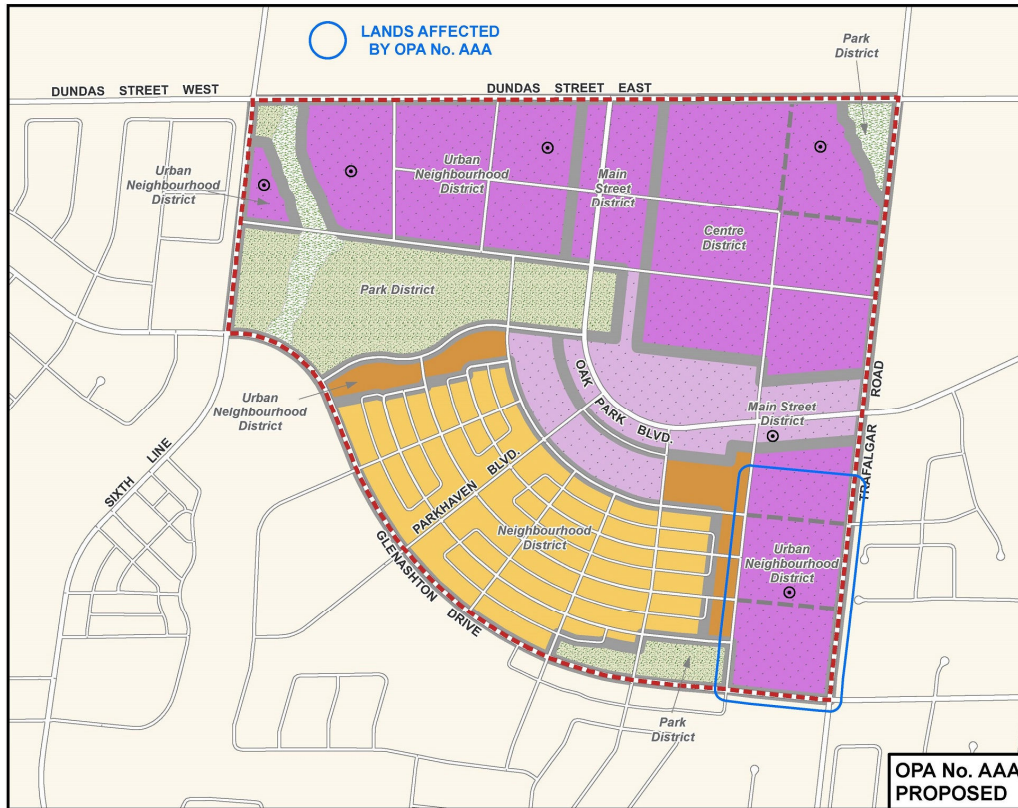 LANDS AFFECTED
BY OPA No. AAA
Park
District
DUNDAS STREET WEST
DUNDAS STREET EAST
Urban
Neighbourhood
District
Urban
Neighbourhood
District
Main
Street
District
Centre
District
Park District
Urban
Neighbourhood
District
OAK PARK BLVD.
Main Street
District
ROAD
TRAFALGAR
SIXTH LINE
PARKHAVEN BLVD.
Neighbourhood
District
GLENASHTON DRIVE
Urban
Neighbourhood
District
Park
District
OPA No. AAA
PROPOSED